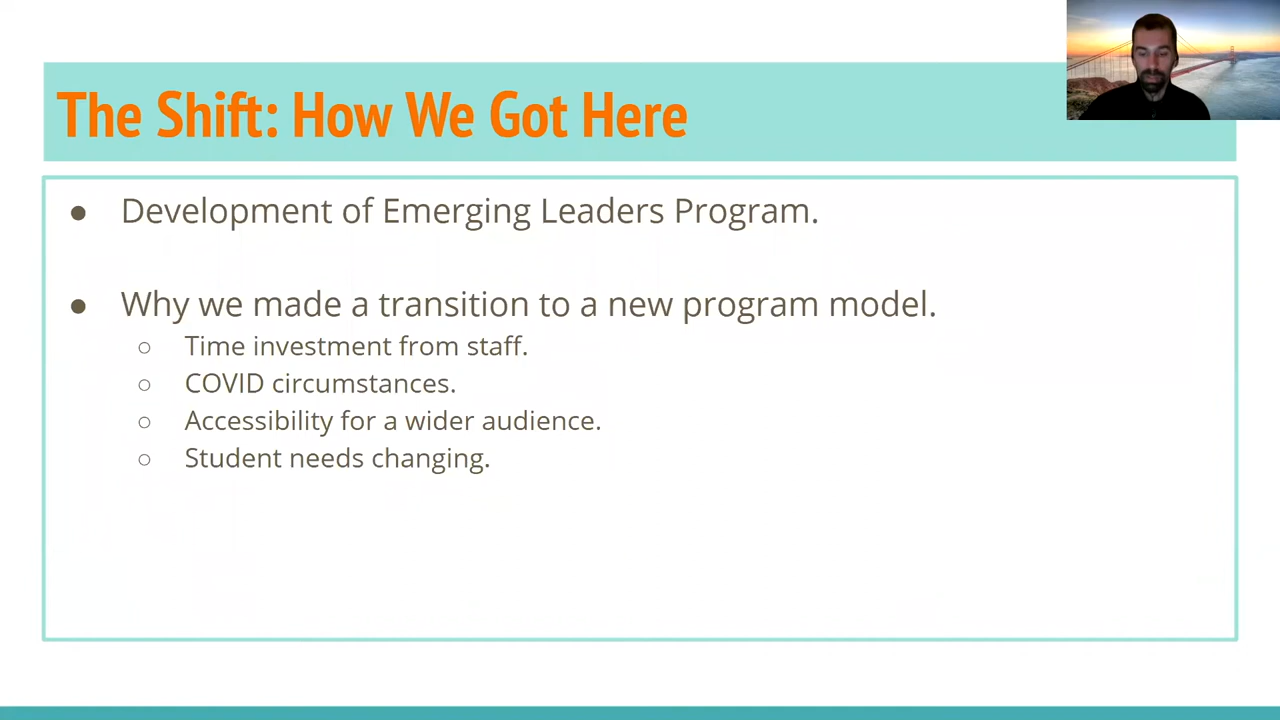 The Shift: How We Got Here
● Development of Emerging Leaders Program.
● Why we made a transition to a new program model.
○ Time investment from staff.
○ COVID circumstances.
○ Accessibility for a wider audience.
○ Student needs changing.